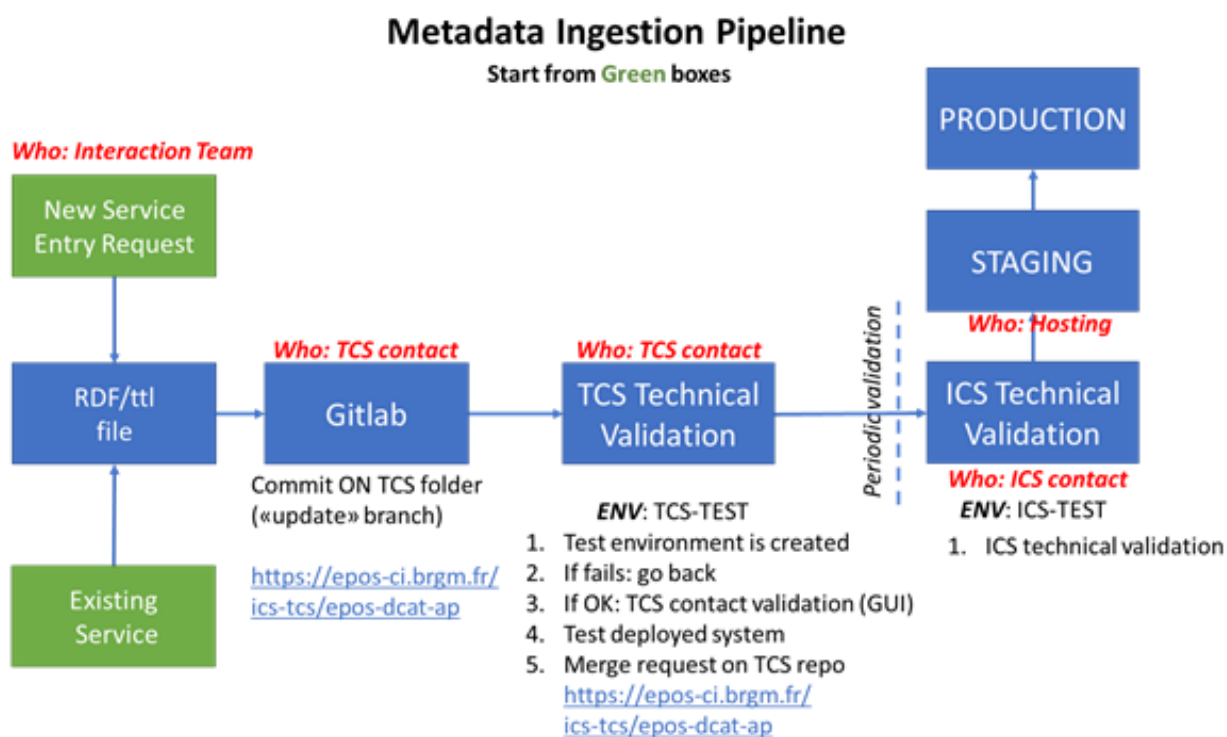 Metadata Ingestion Pipeline
Start from Green boxes
Who: Interaction Team
New Service
Entry Request
RDF/ttl
file
Existing
Service
Who: TCS contact
Gitlab
Commit ON TCS folder
(«update» branch)
https://epos-ci.brgm.fr/
ics-tcs/epos-dcat-ap
Who: TCS contact
TCS Technical
Validation
ENV: TCS-TEST
1. Test environment is created
2. If fails: go back
3. If OK: TCS contact validation (GUI)
4. Test deployed system
5. Merge request on TCS repo
https://epos-ci.brgm.fr/
ics-tcs/epos-dcat-ap
Periodic validation
PRODUCTION
STAGING
Who: Hosting
ICS Technical
Validation
Who: ICS contact
ENV: ICS-TEST
1. ICS technical validation